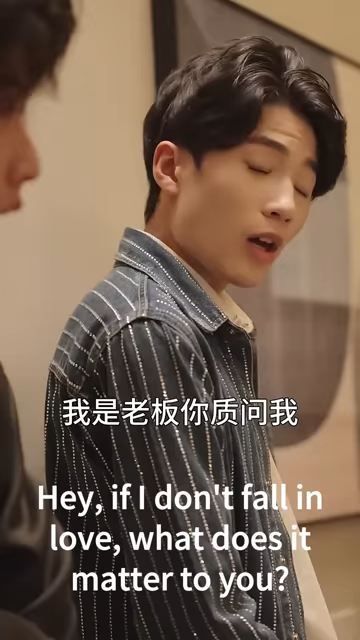 我是老板你质问我
Hey, if I don't fall in
love, what does it
matter to you?